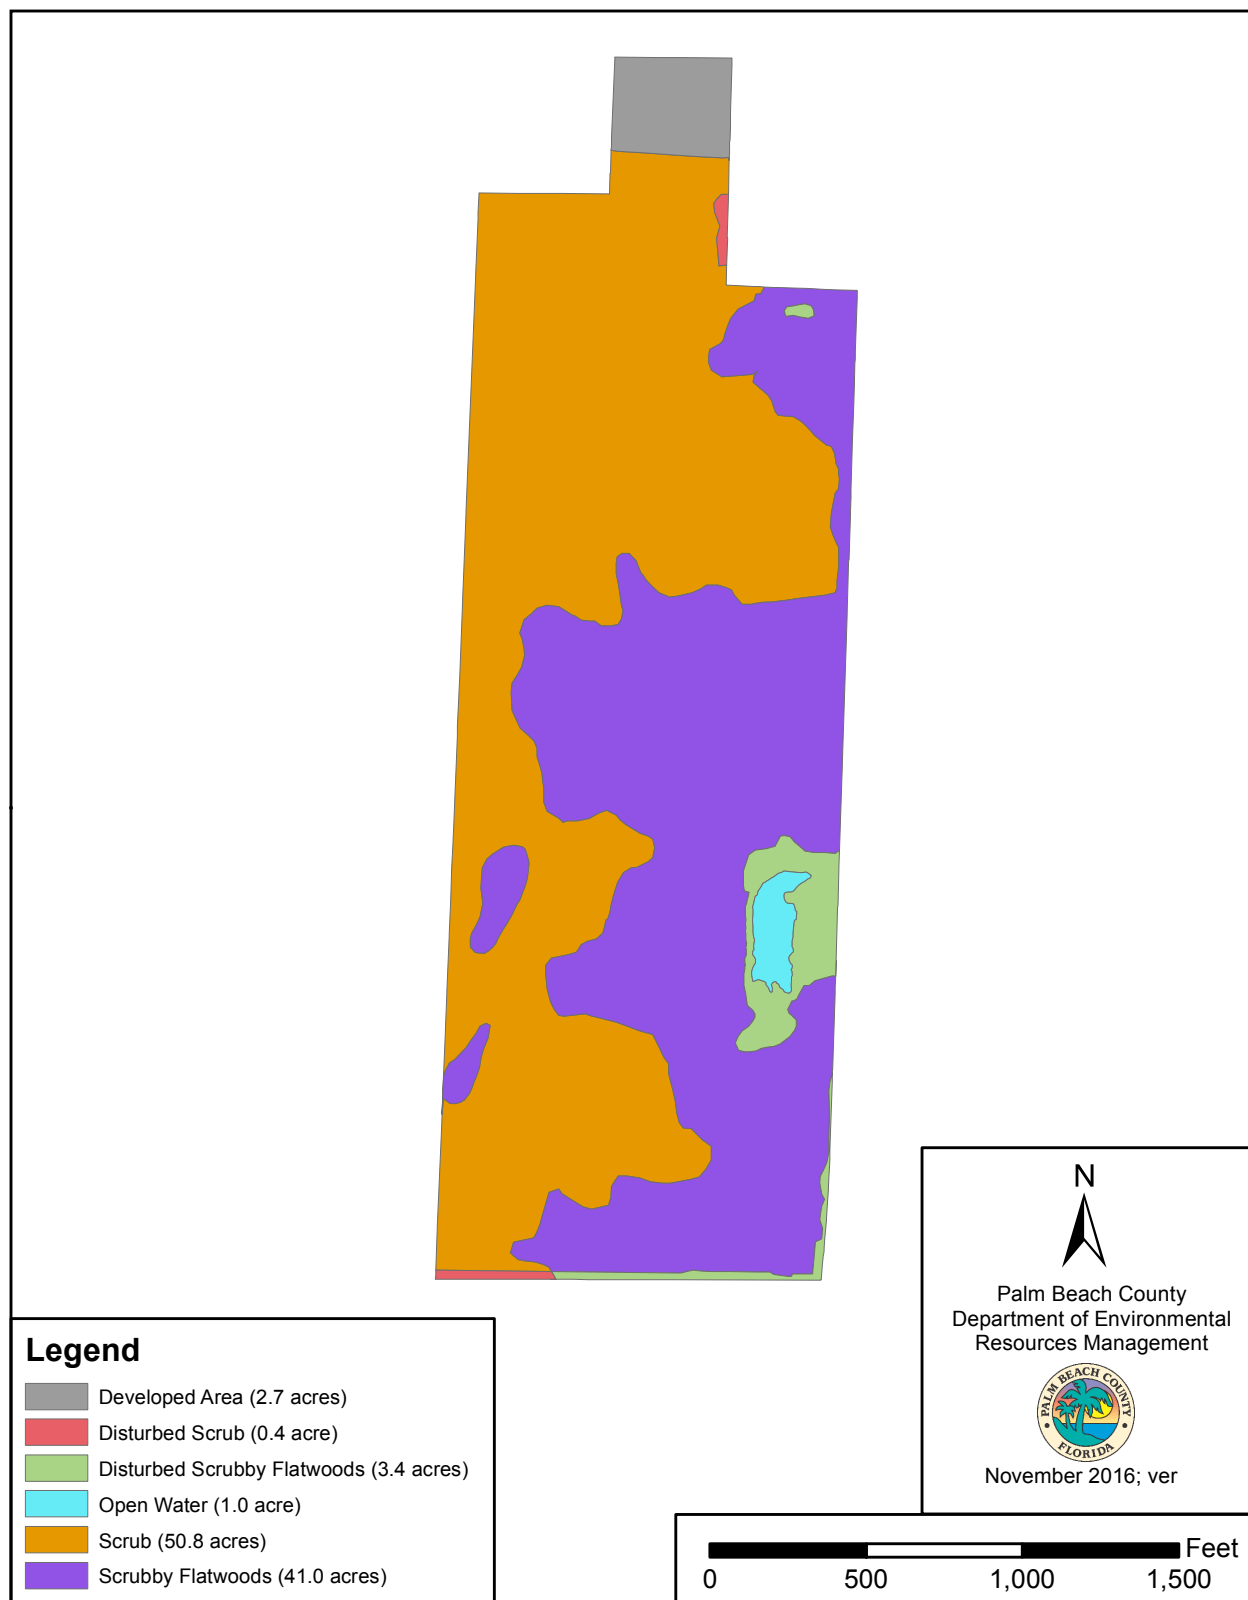 N
Palm Beach County
Department of Environmental
Resources Management
PALM BEACH COUNTY
FLORIDA
November 2016; ver
Legend
Developed Area (2.7 acres)
Disturbed Scrub (0.4 acre)
Disturbed Scrubby Flatwoods (3.4 acres)
Open Water (1.0 acre)
Scrub (50.8 acres)
Scrubby Flatwoods (41.0 acres)
Feet
0 500 1,000 1,500